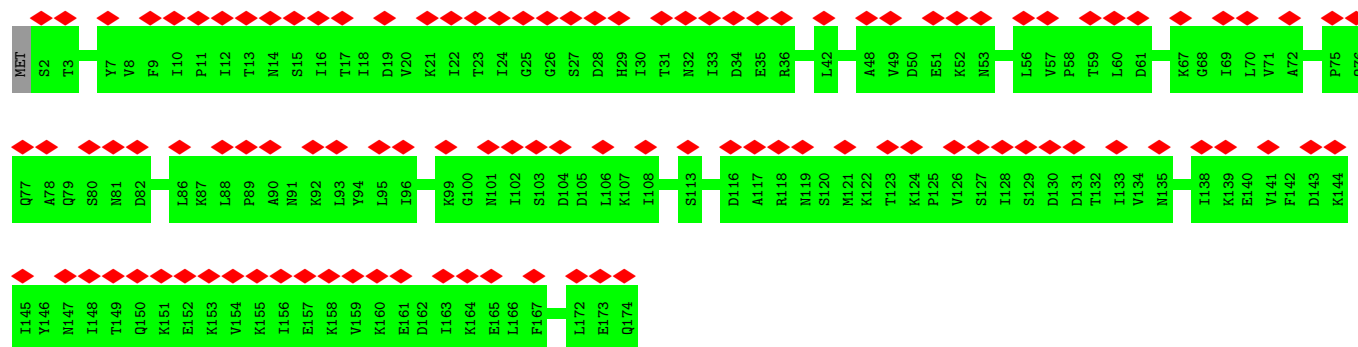 MET S2 T3 Y7 V8 F9 I10 P11 I12 T13 N14 S15 I16 T17 I18 D19 V20 K21 I22 T23 I24 G25 G26 S27 D28 H29 I30 T31 N32 I33 D34 E35 R36 L42 A48 V49 D50 E51 K52 N53 L56 V57 P58 T59 L60 D61 K67 G68 I69 L70 V71 A72 P75
Q77 A78 Q79 S80 N81 D82 L86 K87 L88 P89 A90 N91 K92 L93 Y94 L95 I96 K99 G100 N101 I102 S103 D104 D105 L106 K107 I108 S113 D116 A117 R118 N119 S120 M121 K122 T123 K124 P125 V126 S127 I128 S129 D130 D131 T132 I133 V134 N135 I138 K139 E140 V141 F142 D143 K144
I145 Y146 N147 I148 T149 Q150 K151 E152 K153 V154 K155 I156 E157 K158 V159 K160 E161 D162 I163 K164 E165 L166 F167 L172 E173 Q174